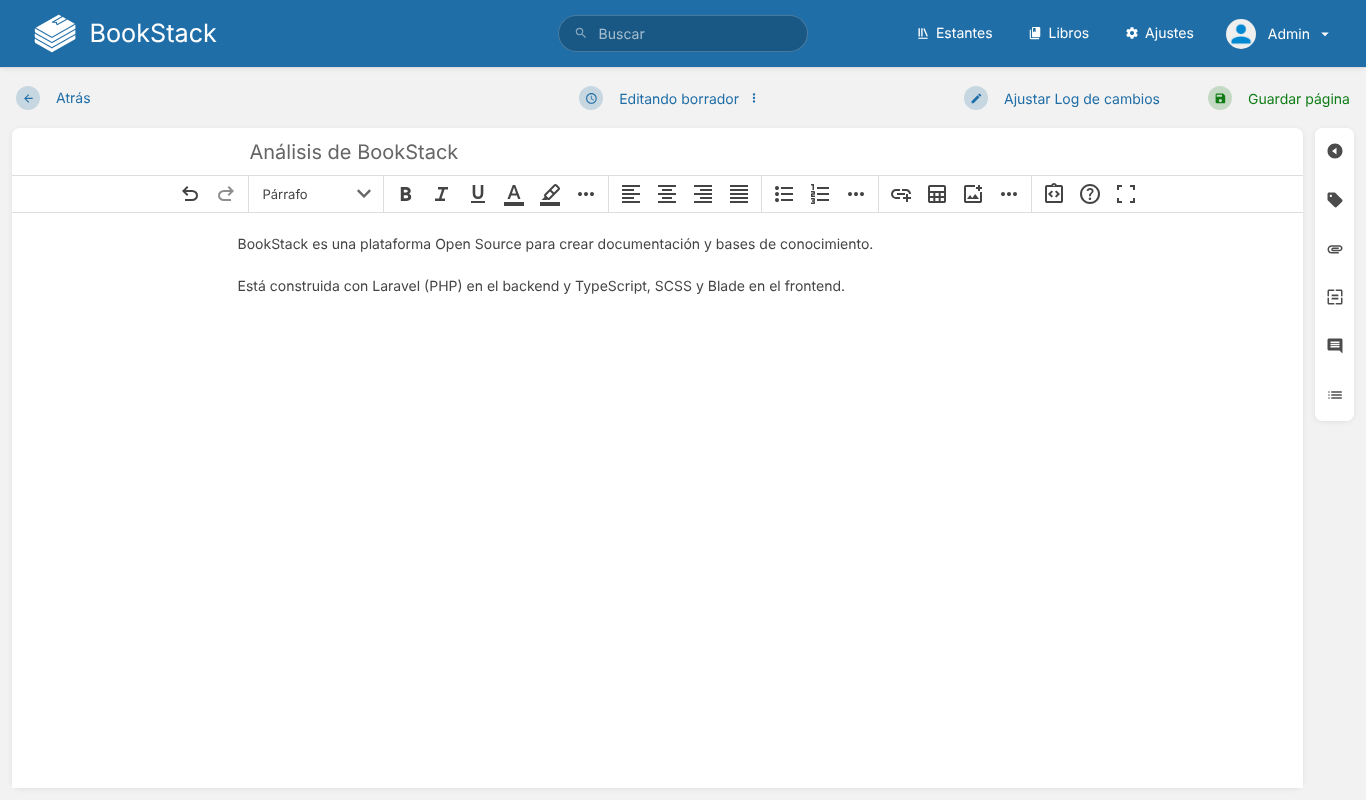 BookStack
Buscar
Estantes
Libros
Ajustes
Admin
Atrás
Editando borrador
Ajustar Log de cambios
Guardar página
Análisis de BookStack
Párrafo
BookStack es una plataforma Open Source para crear documentación y bases de conocimiento.
Está construida con Laravel (PHP) en el backend y TypeScript, SCSS y Blade en el frontend.